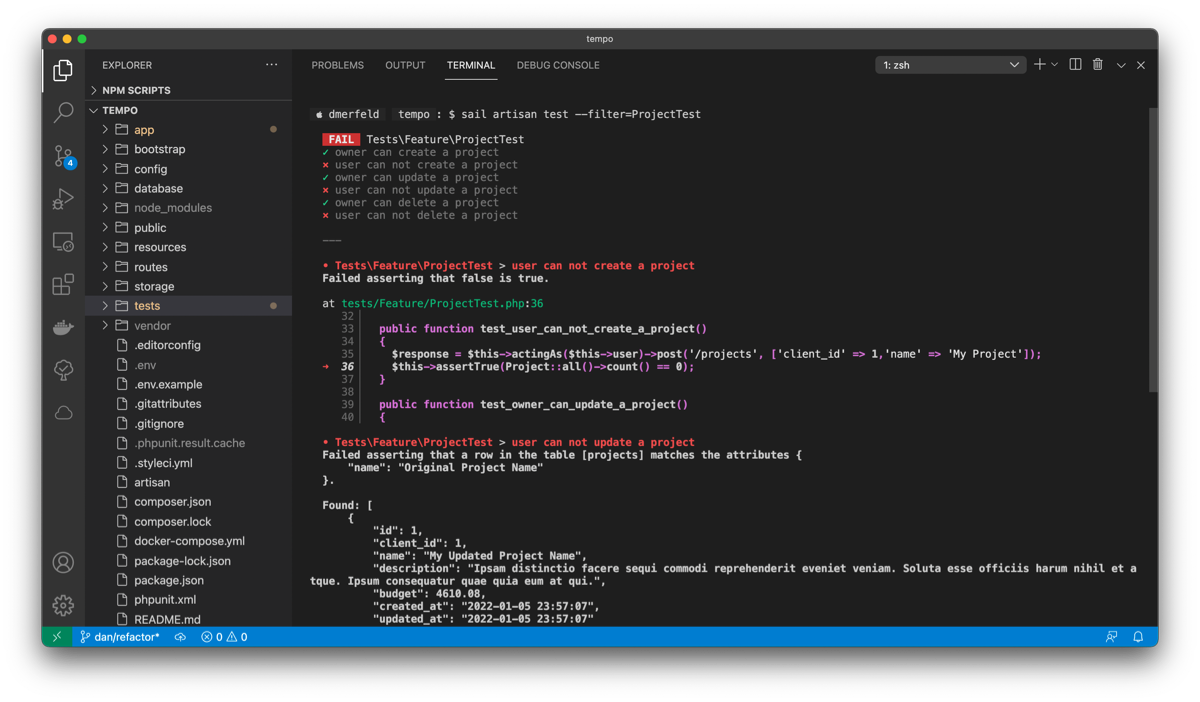 tempo
EXPLORER
NPM SCRIPTS
TEMPO
app
bootstrap
config
database
node_modules
public
resources
routes
storage
tests
vendor
.editorconfig
.env
.env.example
.gitattributes
.gitignore
.phpunit.result.cache
.styleci.yml
artisan
composer.json
composer.lock
docker-compose.yml
package-lock.json
package.json
phpunit.xml
README.md
4
PROBLEMS OUTPUT TERMINAL DEBUG CONSOLE
1: zsh
dmerfeld tempo : $ sail artisan test --filter=ProjectTest
FAIL Tests\Feature\ProjectTest
✓ owner can create a project
⨯ user can not create a project
✓ owner can update a project
⨯ user can not update a project
✓ owner can delete a project
⨯ user can not delete a project
---
• Tests\Feature\ProjectTest > user can not create a project
Failed asserting that false is true.
at tests/Feature/ProjectTest.php:36
32
33 public function test_user_can_not_create_a_project()
34 {
35 $response = $this->actingAs($this->user)->post('/projects', ['client_id' => 1,'name' => 'My Project']);
➜ 36 $this->assertTrue(Project::all()->count() == 0);
37 }
38
39 public function test_owner_can_update_a_project()
40 {
• Tests\Feature\ProjectTest > user can not update a project
Failed asserting that a row in the table [projects] matches the attributes {
"name": "Original Project Name"
}.
Found: [
{
"id": 1,
"client_id": 1,
"name": "My Updated Project Name",
"description": "Ipsam distinctio facere sequi commodi reprehenderit eveniet veniam. Soluta esse officiis harum nihil et a
tque. Ipsum consequatur quae quia eum at qui.",
"budget": 4610.08,
"created_at": "2022-01-05 23:57:07",
"updated_at": "2022-01-05 23:57:07"
dan/refactor* 0 0